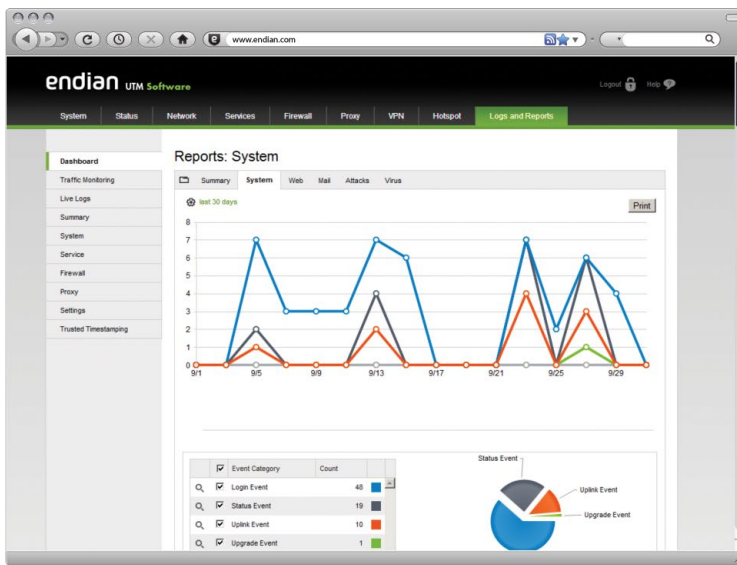 www.endian.com
endian UTM Software
Logout Help
System Status Network Services Firewall Proxy VPN Hotspot Logs and Reports
Dashboard
Traffic Monitoring
Live Logs
Summary
System
Service
Firewall
Proxy
Settings
Trusted Timestamping
Reports: System
Summary System Web Mail Attacks Virus
last 30 days
Print
8
7
6
5
4
3
2
1
0
9/1 9/5 9/9 9/13 9/17 9/21 9/25 9/29
Event Category Count
Login Event 48
Status Event 19
Uplink Event 10
Upgrade Event 1
Status Event
Uplink Event
Upgrade Event